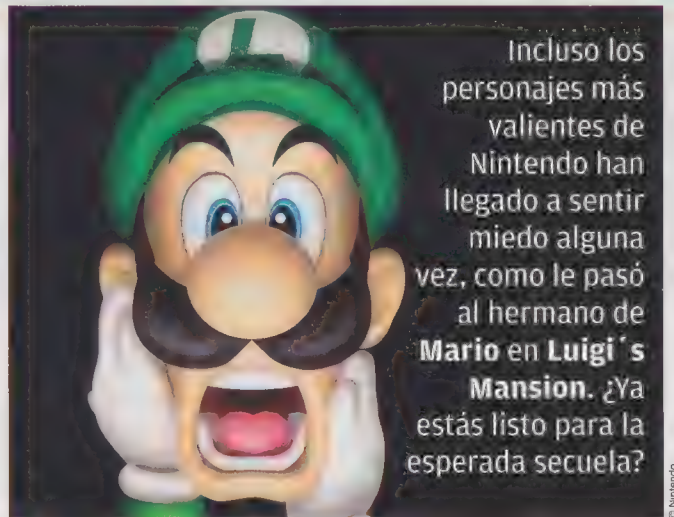 L
Incluso los
personajes más
valientes de
Nintendo han
llegado a sentir
miedo alguna
vez, como le pasó
al hermano de
Mario en Luigi´s
Mansion. ¿Ya
estás listo para la
esperada secuela?
© Nintendo